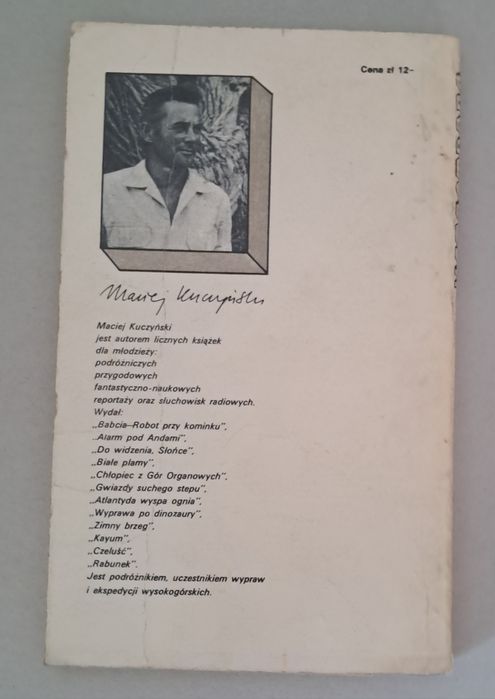 Cena zł 12-
Maciej Kuczyński
Maciej Kuczyński
jest autorem licznych książek
dla młodzieży:
podróżniczych
przygodowych
fantastyczno-naukowych
reportaży oraz słuchowisk radiowych.
Wydał:
„Babcia—Robot przy kominku”,
„Alarm pod Andami”,
„Do widzenia, Słońce”,
„Białe plamy”,
„Chłopiec z Gór Organowych”,
„Gwiazdy suchego stepu”,
„Atlantyda wyspa ognia”,
„Wyprawa po dinozaury”,
„Zimny brzeg”,
„Kayum”,
„Czeluść”,
„Rabunek”.
Jest podróżnikiem, uczestnikiem wypraw
i ekspedycji wysokogórskich.